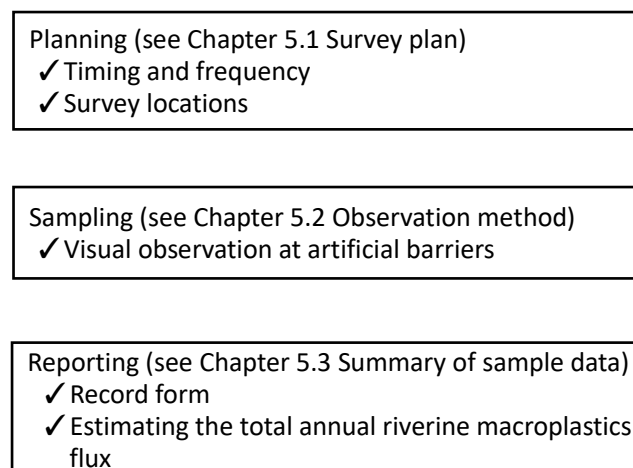 Planning (see Chapter 5.1 Survey plan)
✓Timing and frequency
✓Survey locations
Sampling (see Chapter 5.2 Observation method)
✓Visual observation at artificial barriers
Reporting (see Chapter 5.3 Summary of sample data)
✓Record form
✓Estimating the total annual riverine macroplastics
flux